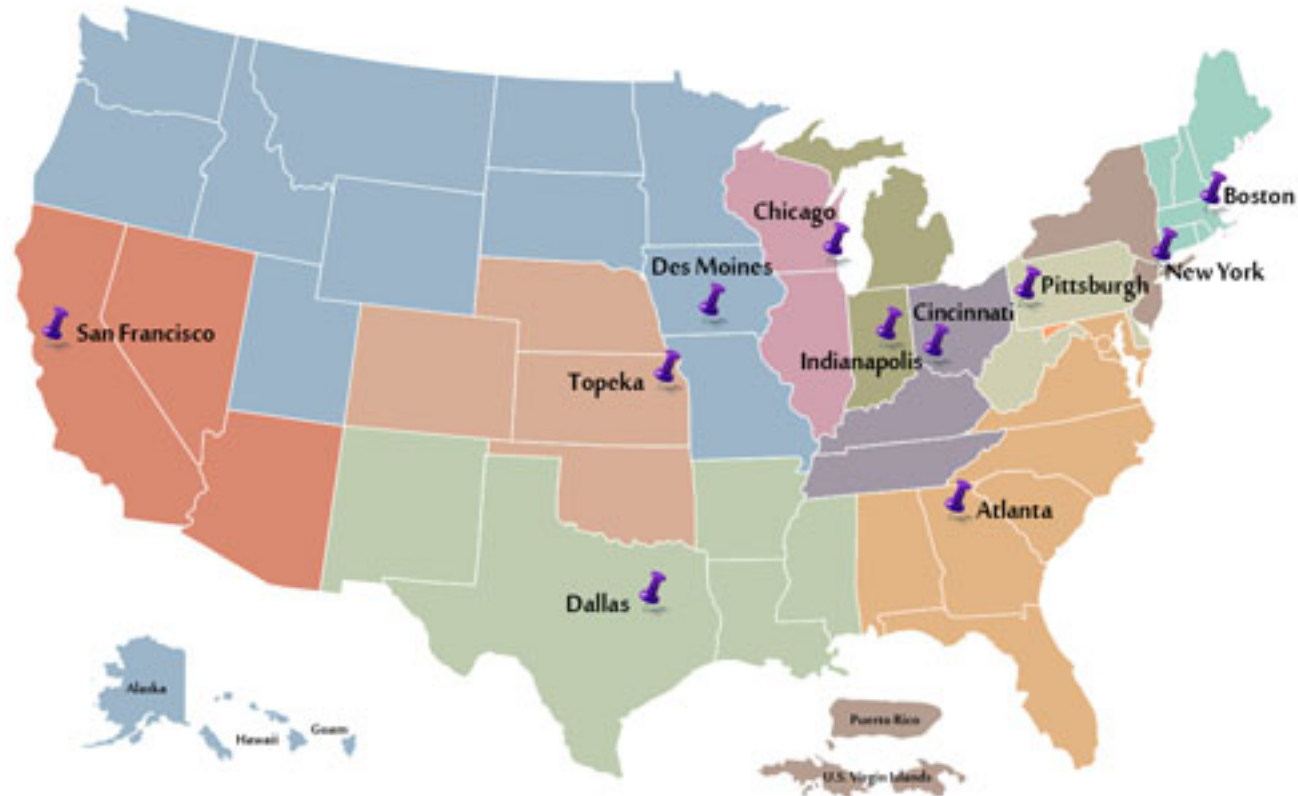 Boston
Chicago
New York
Des Moines
Pittsburgh
Cincinnati
San Francisco
Indianapolis
Topeka
Atlanta
Dallas
Alaska
Puerto Rico
Guam
Hawaii
U.S. Virgin Islands